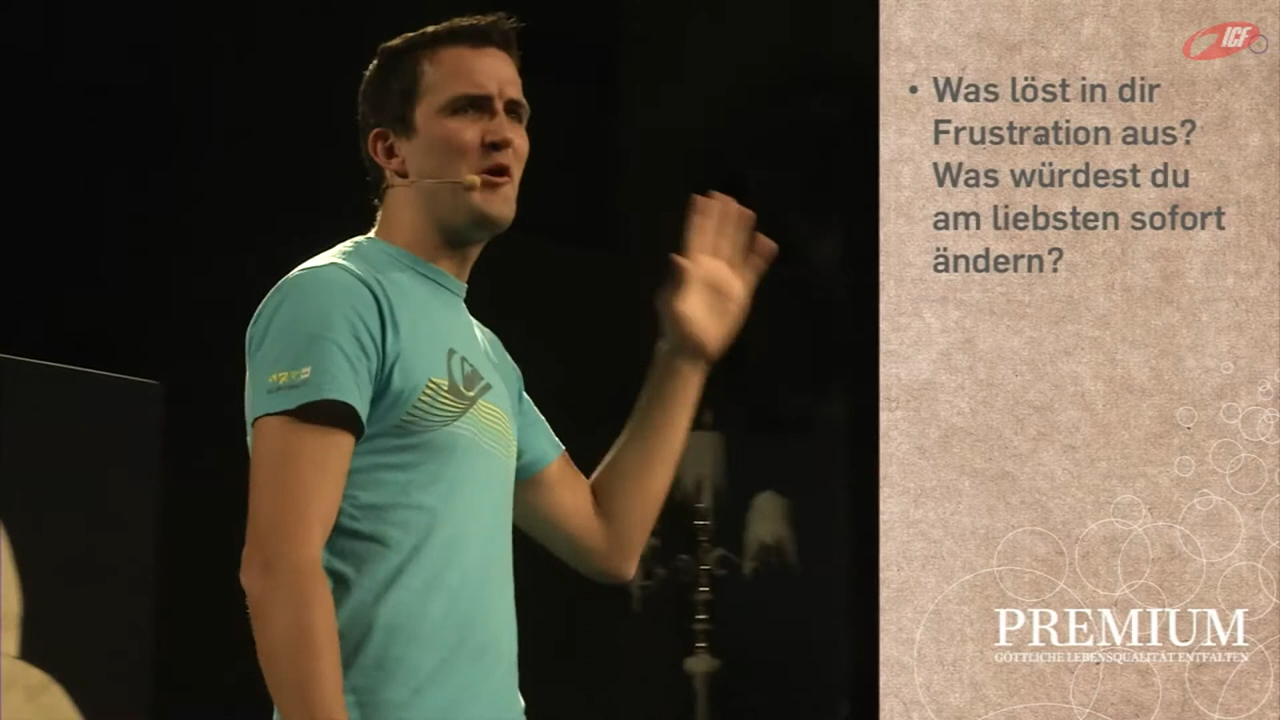 ICF
• Was löst in dir
Frustration aus?
Was würdest du
am liebsten sofort
ändern?
PREMIUM
GÖTTLICHE LEBENSQUALITÄT ENTFALTEN